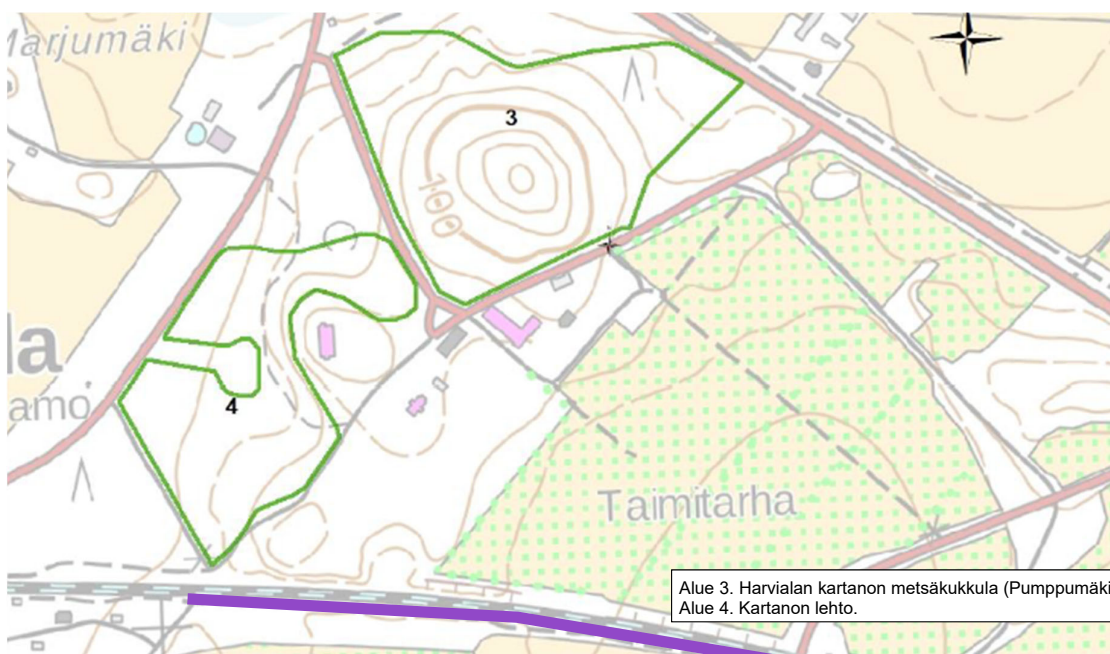 Marjumäki
3
100
la
amo
4
Taimitarha
Alue 3. Harvialan kartanon metsäkukkula (Pumppumäki
Alue 4. Kartanon lehto.